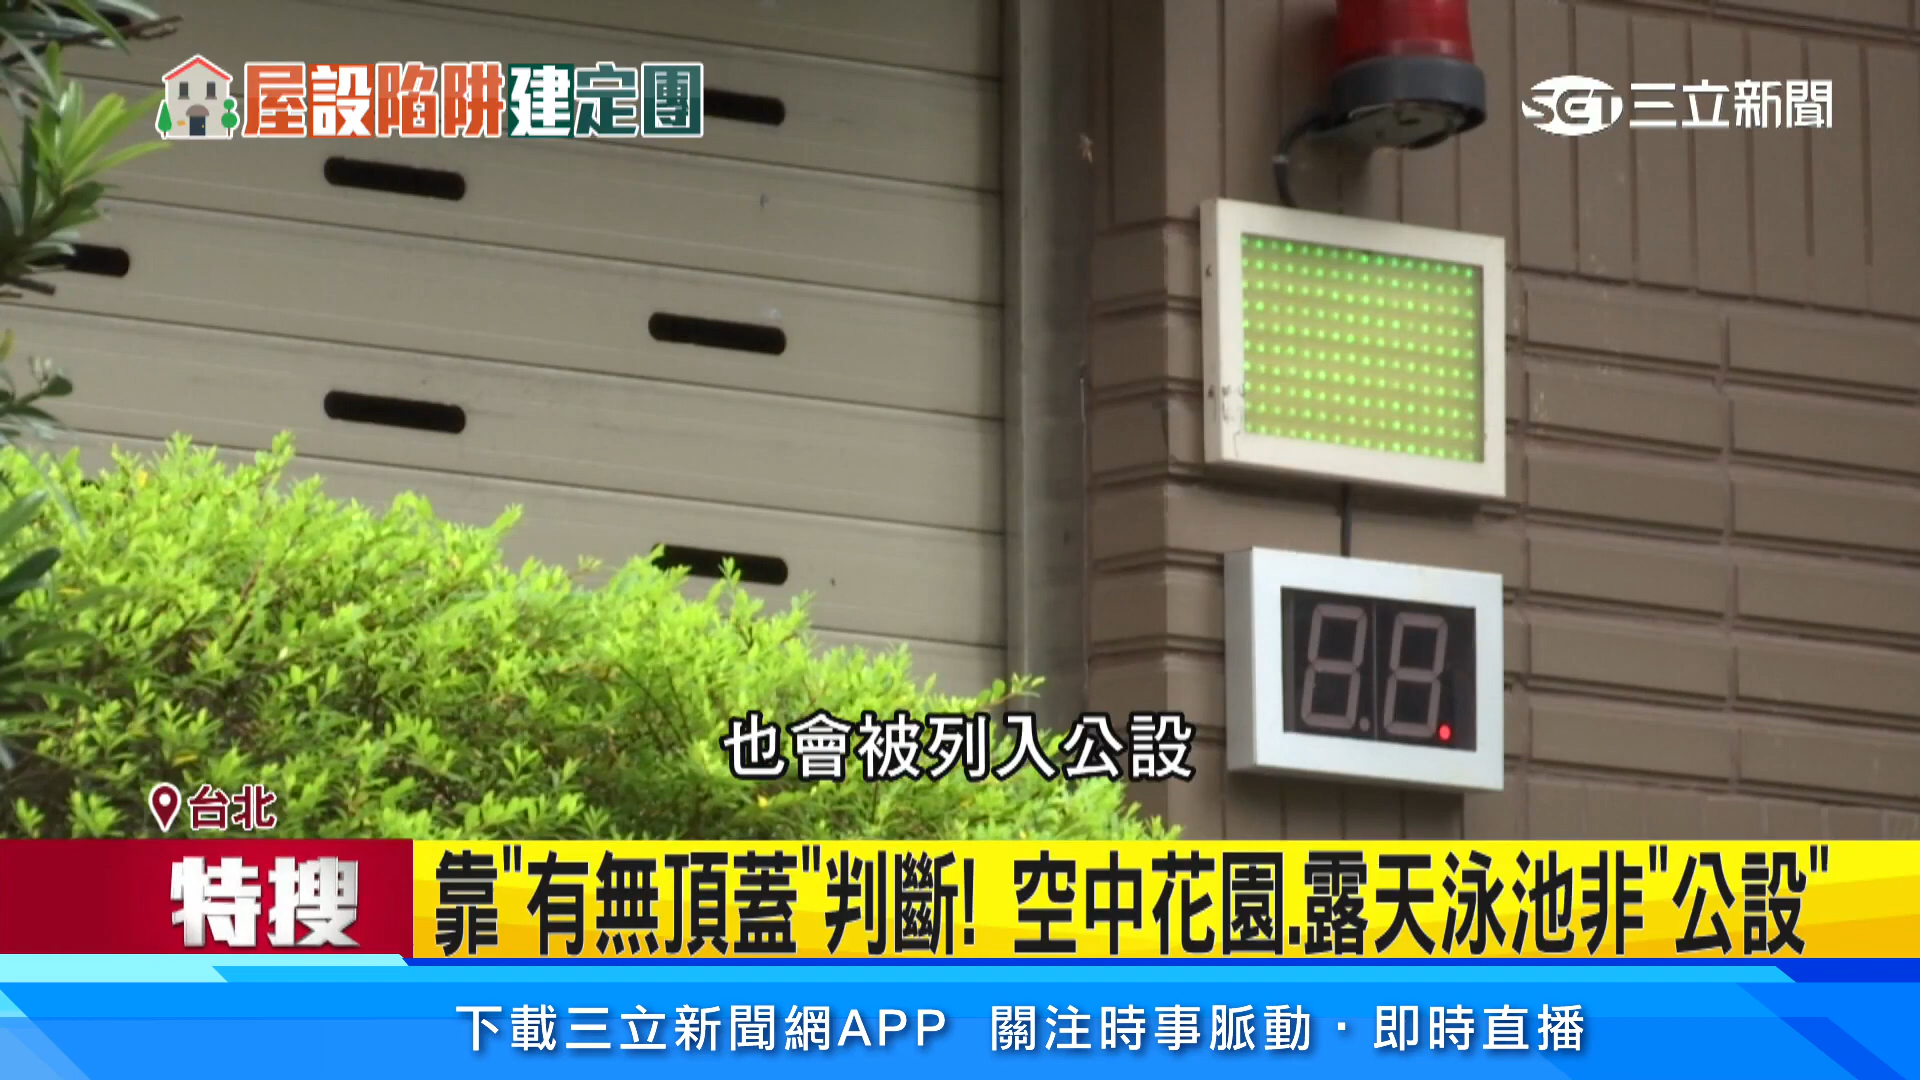 屋設陷阱建定團
SET三立新聞
8.8.
也會被列入公設
台北
特搜
靠"有無頂蓋"判斷! 空中花園.露天泳池非"公設"
下載三立新聞網APP 關注時事脈動・即時直播